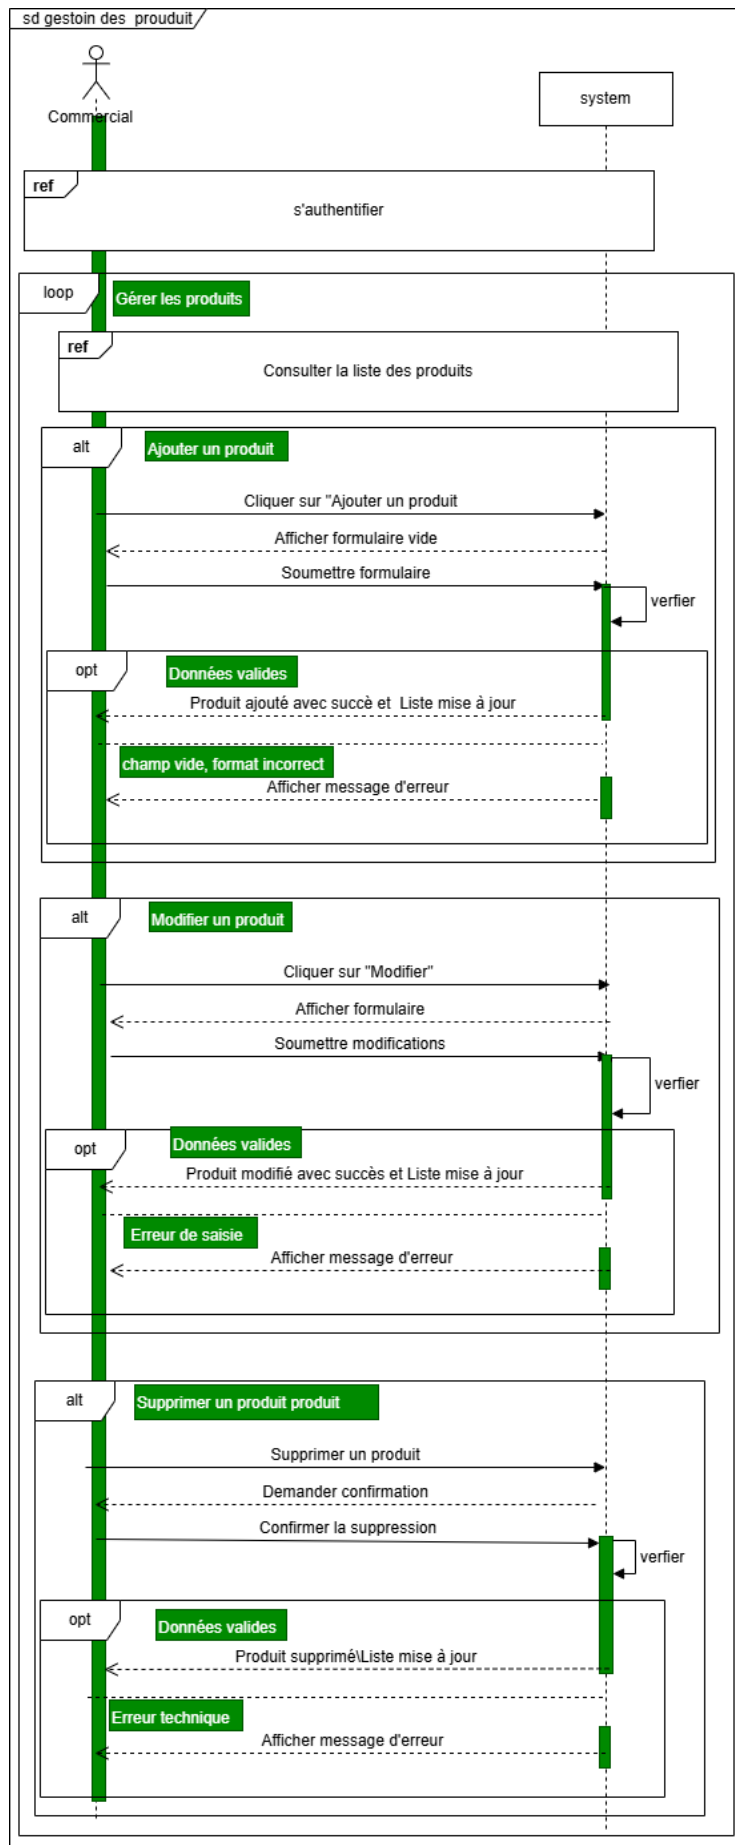 sd gestoin des prouduit
Commercial
system
ref
s'authentifier
loop
Gérer les produits
ref
Consulter la liste des produits
alt
Ajouter un produit
Cliquer sur "Ajouter un produit
Afficher formulaire vide
Soumettre formulaire
verfier
opt
Données valides
Produit ajouté avec succè et Liste mise à jour
champ vide, format incorrect
Afficher message d'erreur
alt
Modifier un produit
Cliquer sur "Modifier"
Afficher formulaire
Soumettre modifications
verfier
opt
Données valides
Produit modifié avec succès et Liste mise à jour
Erreur de saisie
Afficher message d'erreur
alt
Supprimer un produit produit
Supprimer un produit
Demander confirmation
Confirmer la suppression
verfier
opt
Données valides
Produit supprimé\Liste mise à jour
Erreur technique
Afficher message d'erreur